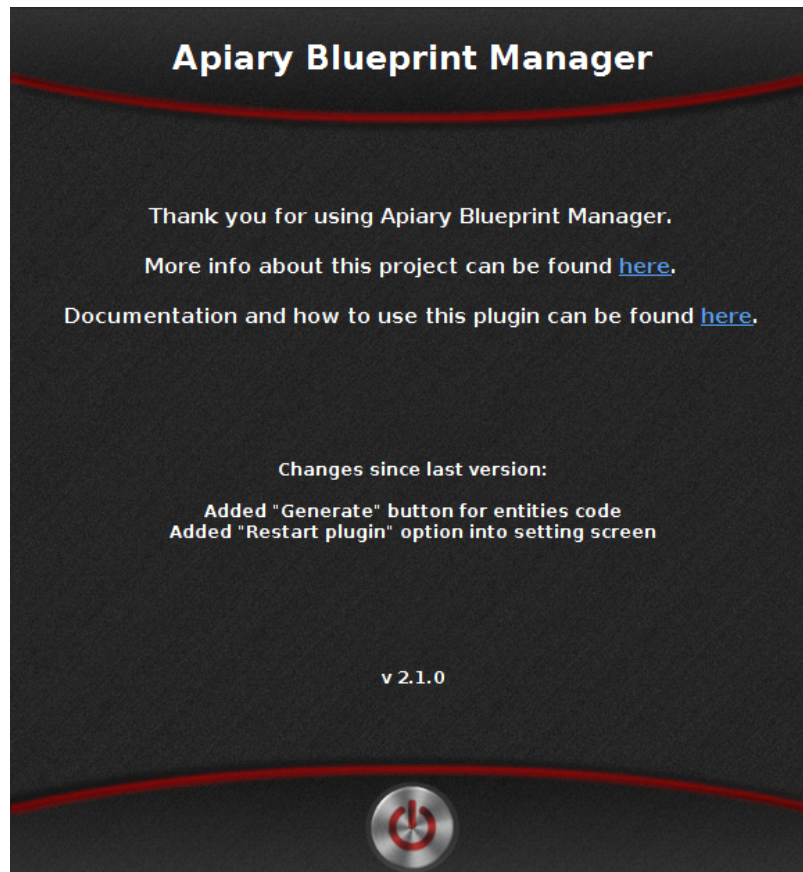 Apiary Blueprint Manager
Thank you for using Apiary Blueprint Manager.
More info about this project can be found here.
Documentation and how to use this plugin can be found here.
Changes since last version:
Added "Generate" button for entities code
Added "Restart plugin" option into setting screen
v 2.1.0